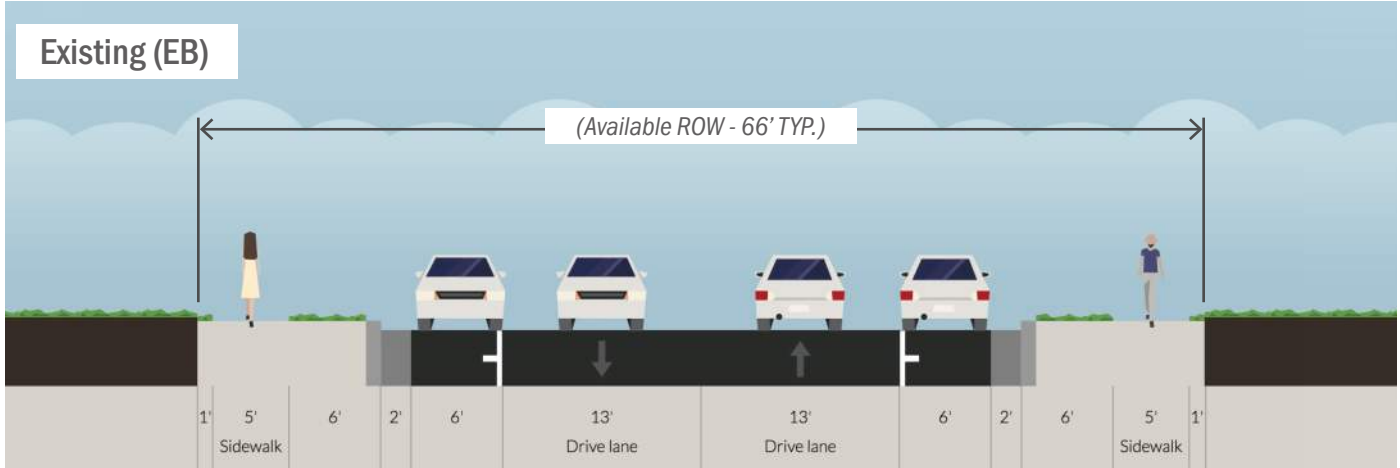 Existing (EB)
(Available ROW - 66' TYP.)
1' 5' 6' 2' 6' 13' 13' 6' 2' 6' 5' 1'
Sidewalk Drive lane Drive lane Sidewalk